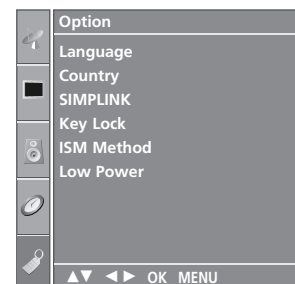 Option
Language
Country
SIMPLINK
Key Lock
ISM Method
Low Power
▲▼ ◄► OK MENU